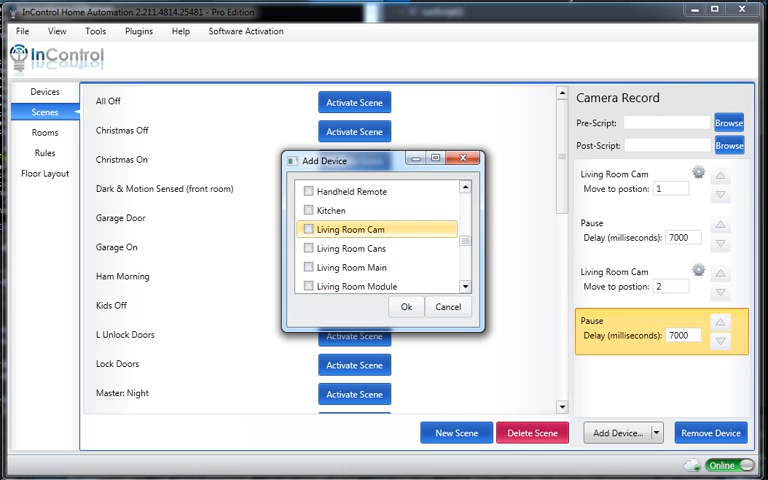 InControl Home Automation 2.211.4814.25481 - Pro Edition
File View Tools Plugins Help Software Activation
InControl
Devices
Scenes
Rooms
Rules
Floor Layout
All Off Activate Scene
Christmas Off Activate Scene
Christmas On
Dark & Motion Sensed (front room)
Garage Door
Garage On
Ham Morning
Kids Off
L Unlock Doors Activate Scene
Lock Doors Activate Scene
Master: Night Activate Scene
New Scene Delete Scene
Add Device
Handheld Remote
Kitchen
Living Room Cam
Living Room Cans
Living Room Main
Living Room Module
Ok Cancel
Camera Record
Pre-Script: Browse
Post-Script: Browse
Living Room Cam
Move to postion: 1
Pause
Delay (milliseconds): 7000
Living Room Cam
Move to postion: 2
Pause
Delay (milliseconds): 7000
Add Device... Remove Device
Online